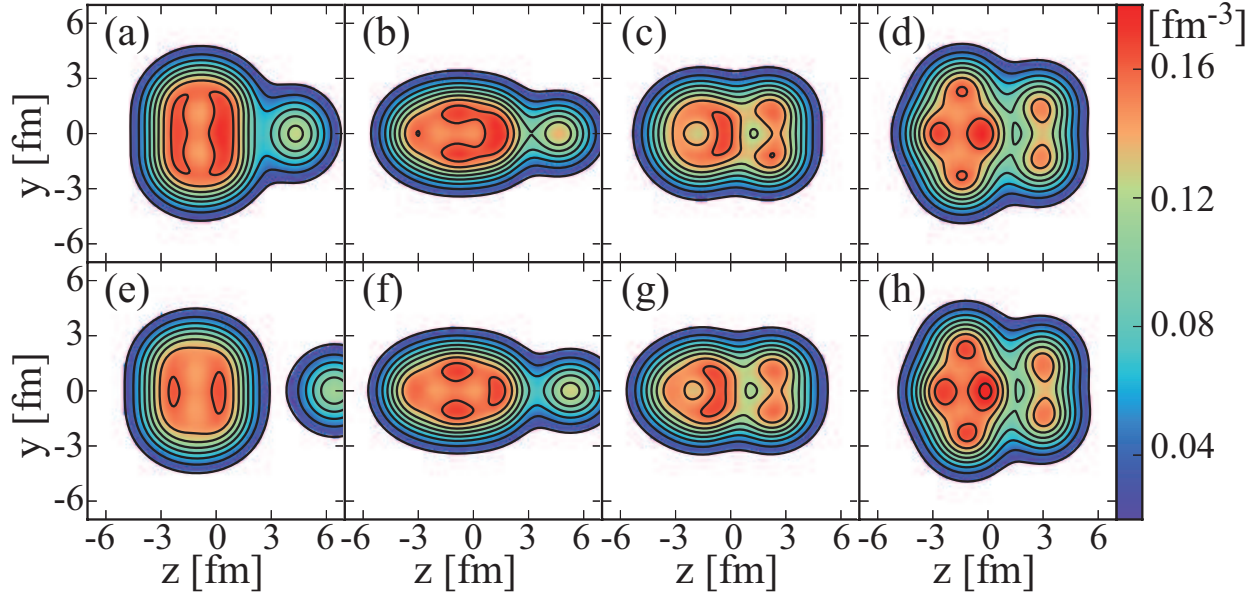 6 (a) (b) (c) (d) [fm⁻³]
3 0.16
y [fm] 0
-3 0.12
-6
6 (e) (f) (g) (h)
3 0.08
y [fm] 0
-3 0.04
-6
-6 -3 0 3 6 -6 -3 0 3 6 -6 -3 0 3 6 -6 -3 0 3 6
z [fm] z [fm] z [fm] z [fm]